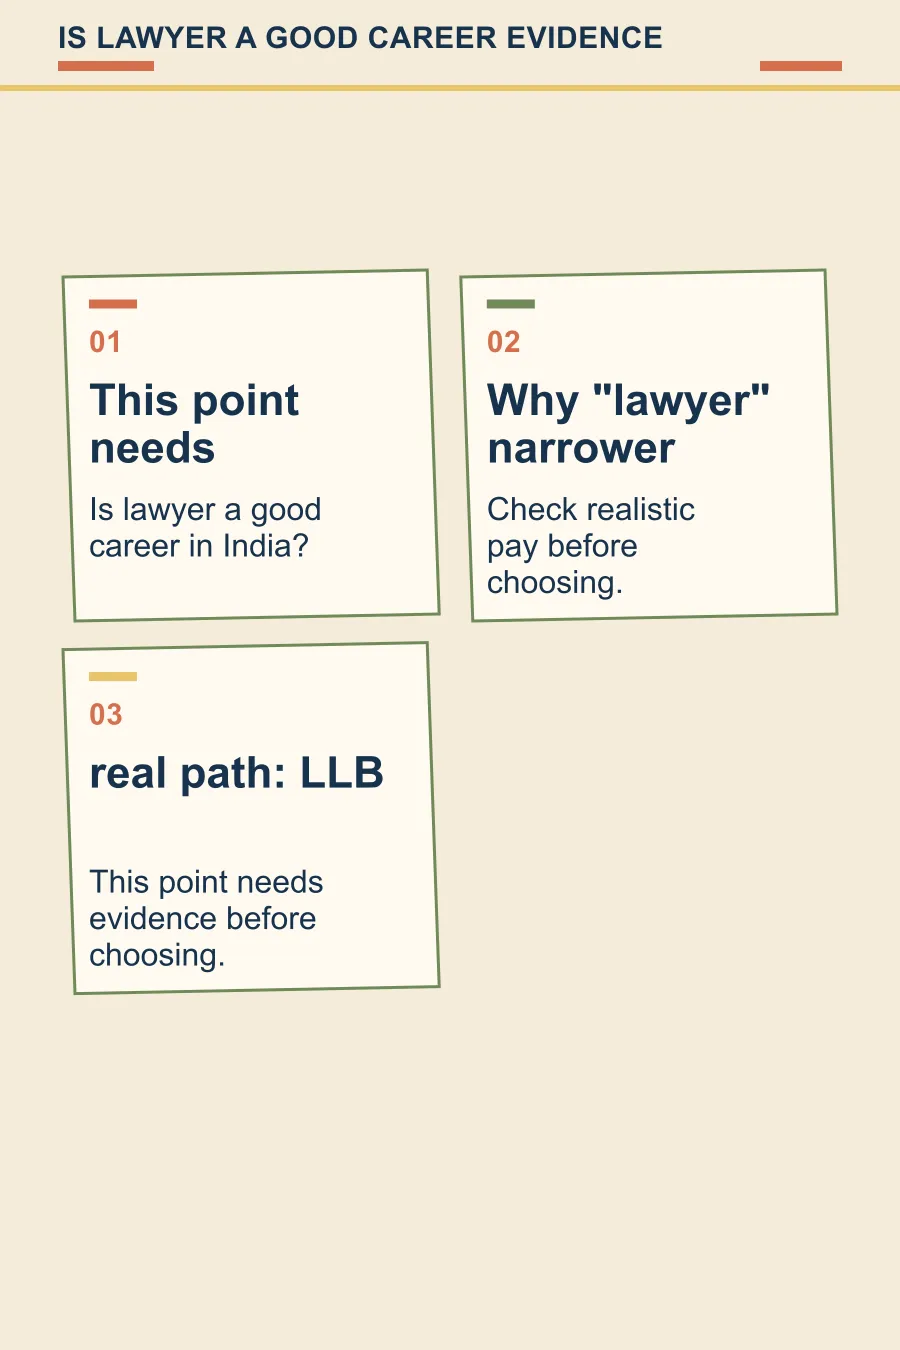 IS LAWYER A GOOD CAREER EVIDENCE
01
This point
needs
Is lawyer a good
career in India?
02
Why "lawyer"
narrower
Check realistic
pay before
choosing.
03
real path: LLB
This point needs
evidence before
choosing.